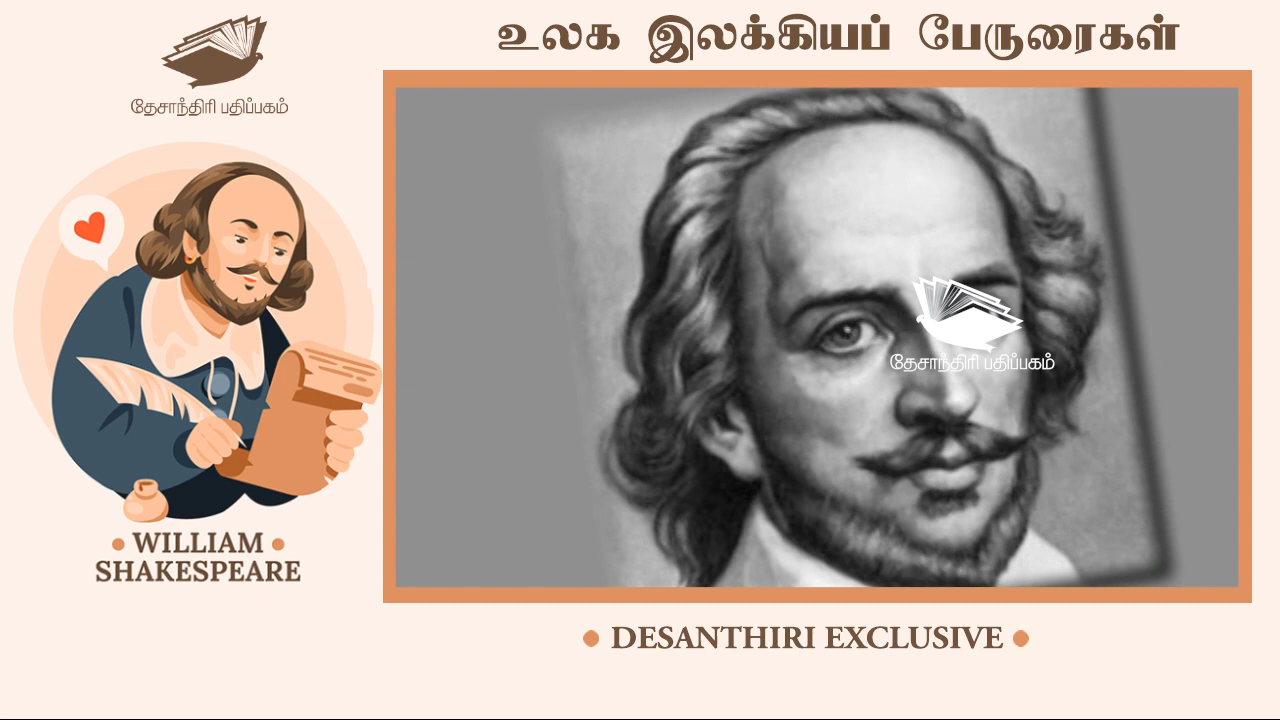 உலக இலக்கியப் பேருரைகள்
தேசாந்திரி பதிப்பகம்
தேசாந்திரி பதிப்பகம்
WILLIAM
SHAKESPEARE
DESANTHIRI EXCLUSIVE